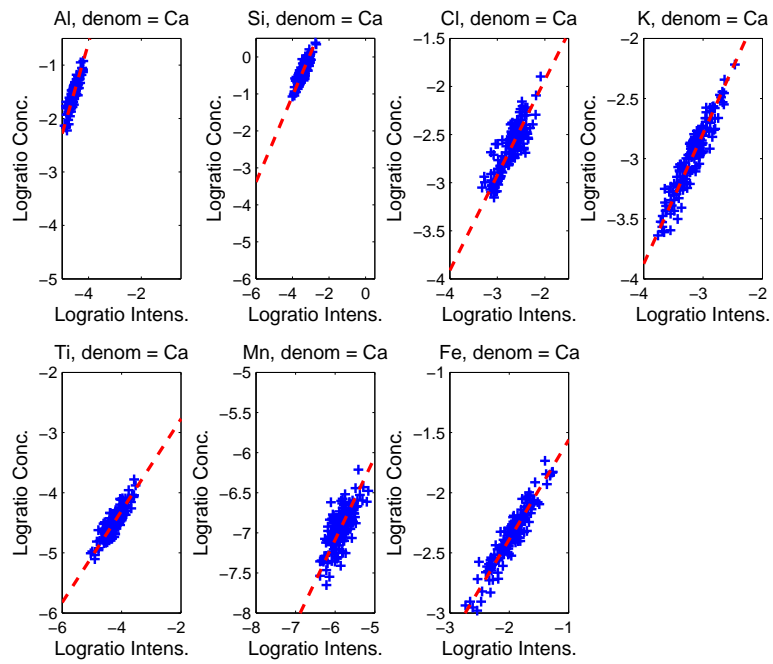 Al, denom = Ca
−1
−2
−3
−4
−5
Logratio Conc.
−4
−2
Logratio Intens.
Si, denom = Ca
0
−1
−2
−3
−4
−5
−6
Logratio Conc.
−6
−4
−2
0
Logratio Intens.
Cl, denom = Ca
−1.5
−2
−2.5
−3
−3.5
−4
Logratio Conc.
−4
−3
−2
Logratio Intens.
K, denom = Ca
−2
−2.5
−3
−3.5
−4
Logratio Conc.
−4
−3
−2
Logratio Intens.
Ti, denom = Ca
−2
−3
−4
−5
−6
Logratio Conc.
−6
−4
−2
Logratio Intens.
Mn, denom = Ca
−5
−5.5
−6
−6.5
−7
−7.5
−8
Logratio Conc.
−8
−7
−6
−5
Logratio Intens.
Fe, denom = Ca
−1
−1.5
−2
−2.5
−3
Logratio Conc.
−3
−2
−1
Logratio Intens.